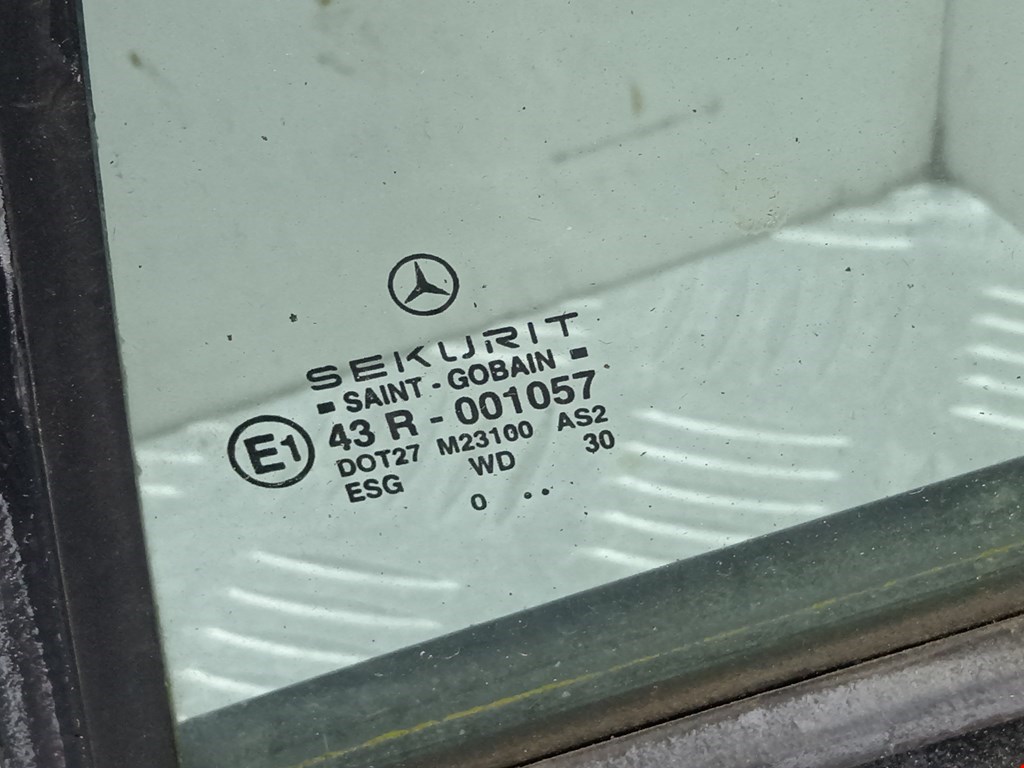 SEKURIT
SAINT - GOBAIN
E1 43 R - 001057
DOT27 M23100 AS2
ESG WD 30
0 ..